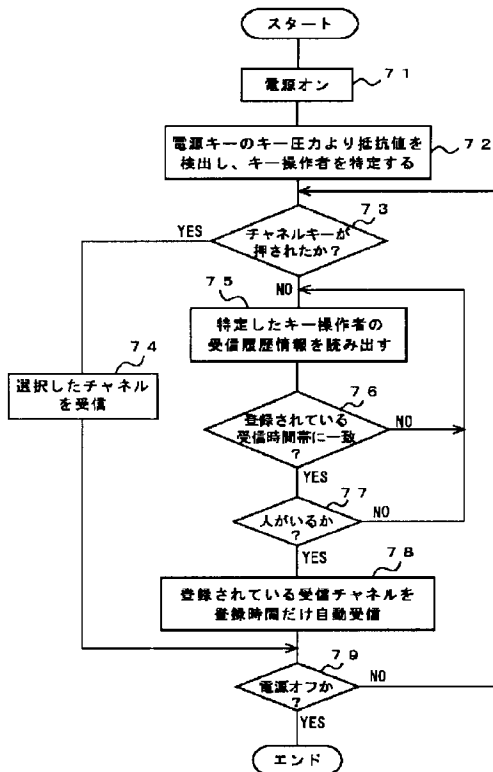 スタート
71
電源オン
72
電源キーのキー圧力より抵抗値を
検出し、キー操作者を特定する
73
YES
チャネルキーが
押されたか?
NO
75
特定したキー操作者の
受信履歴情報を読み出す
74
選択したチャネル
を受信
76
登録されている
受信時間帯に一致
?
NO
YES
77
人がいるか
?
NO
YES
78
登録されている受信チャネルを
登録時間だけ自動受信
79
電源オフか
?
NO
YES
エンド